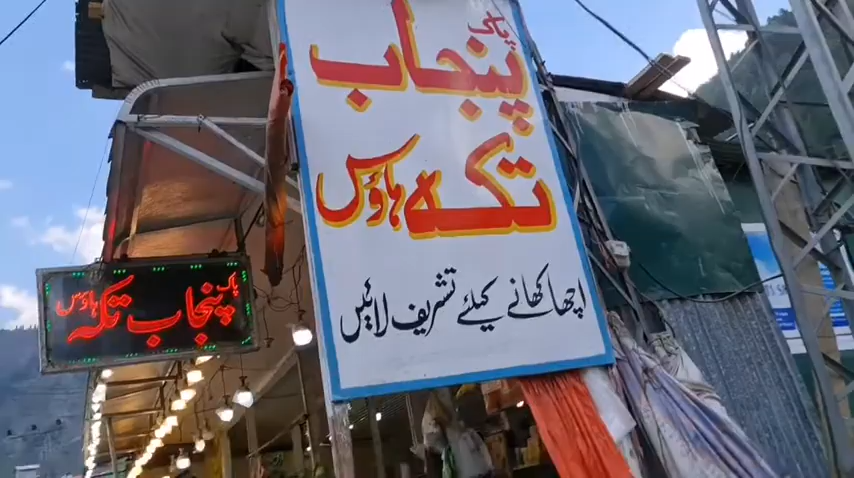 پاک
پنجاب
تکہ ہاؤس
اچھا کھانے کیلئے تشریف لائیں
پاک
پنجاب
تکہ
ہاؤس